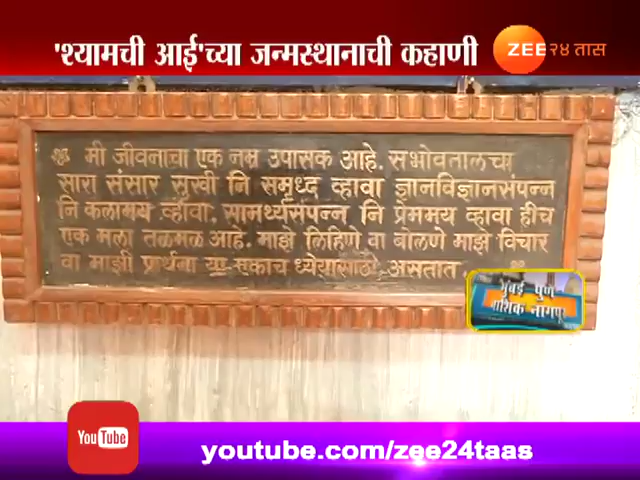 'श्यामची आई'च्या जन्मस्थानाची कहाणी
ZEE २४ तास
मी जीवनाचा एक नम्र उपासक आहे. सभोवतालचा
सारा संसार सुखी नि समृध्द व्हावा ज्ञानविज्ञानसंपन्न
नि कलामय व्हावा. सामर्थ्यसंपन्न नि प्रेममय व्हावा हीच
एक मला तळमळ आहे. माझे लिहिणे वा बोलणे माझे विचार
वा माझी प्रार्थना या एकाच ध्येयासाठी असतात.
मुंबई पुणे
नाशिक नागपूर
YouTube
youtube.com/zee24taas